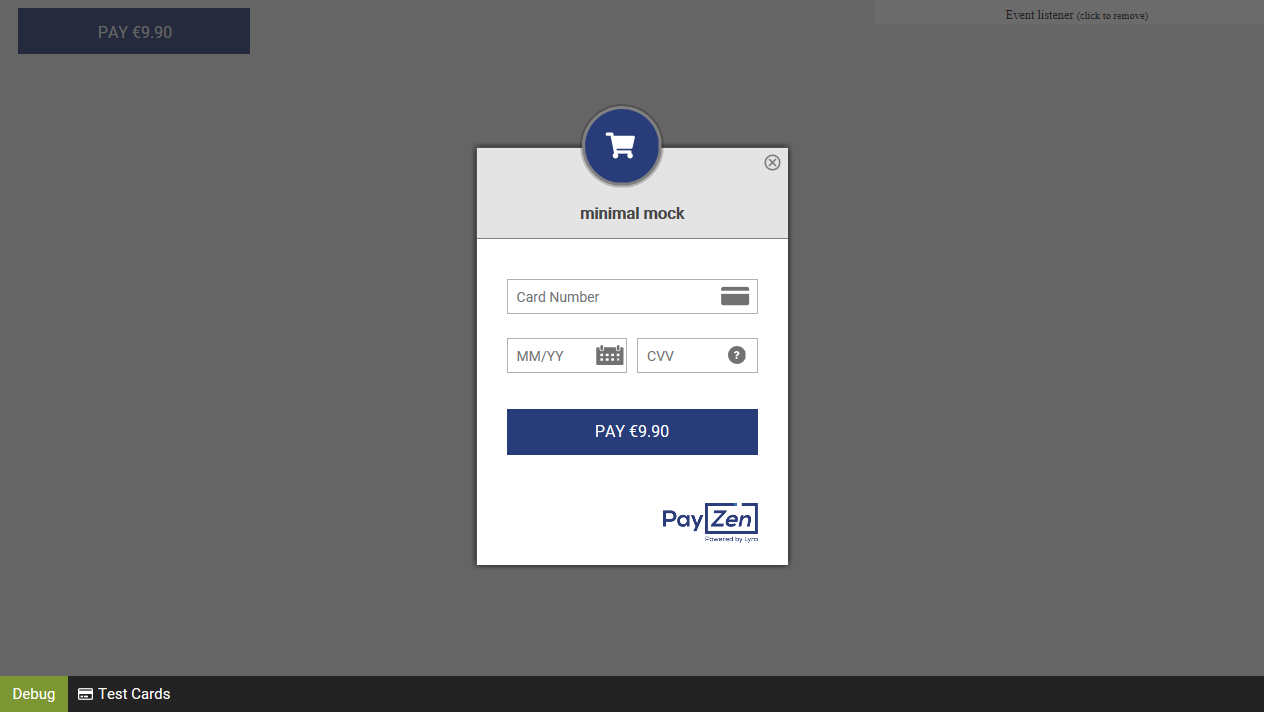 PAY €9.90
Event listener (click to remove)
minimal mock
Card Number
MM/YY
CVV
?
PAY €9.90
PayZen
Powered by Lyra
Debug
Test Cards